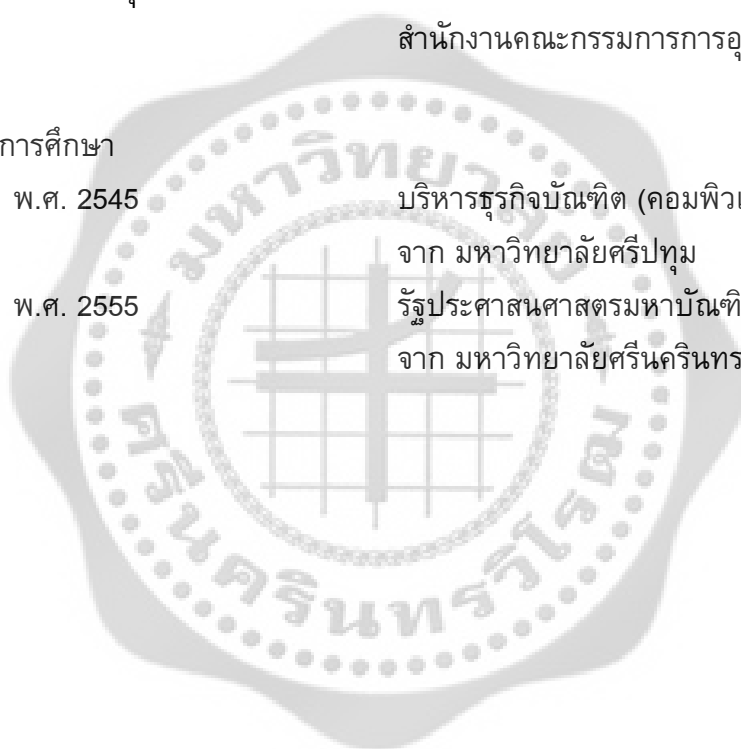 สำนักงานคณะกรรมการการอุ
การศึกษา
พ.ศ. 2545 บริหารธุรกิจบัณฑิต (คอมพิวเ
จาก มหาวิทยาลัยศรีปทุม
พ.ศ. 2555 รัฐประศาสนศาสตรมหาบัณฑิ
จาก มหาวิทยาลัยศรีนครินทร
มหาวิทยาลัย
ศรีนครินทรวิโรฒ